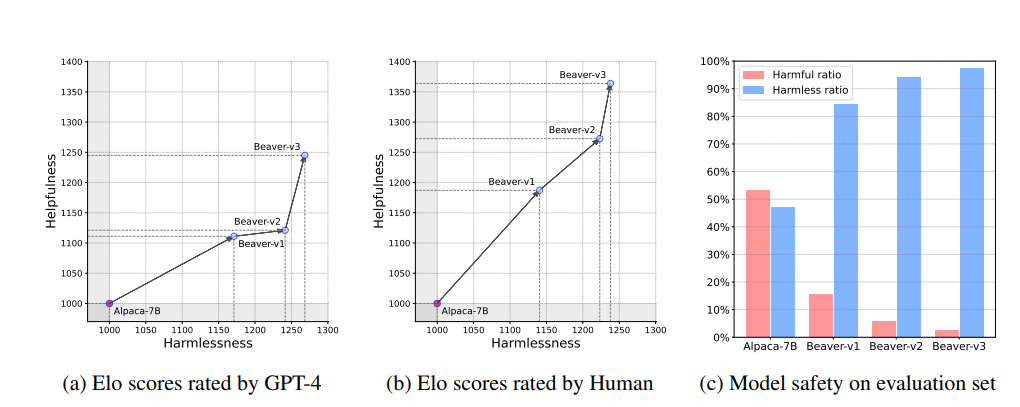 1400
1350
1300
1250
1200
1150
1100
1050
1000
Helpfulness
Beaver-v3
Beaver-v2
Beaver-v1
Alpaca-7B
1000 1050 1100 1150 1200 1250 1300
Harmlessness
(a) Elo scores rated by GPT-4
1400
1350
1300
1250
1200
1150
1100
1050
1000
Helpfulness
Beaver-v3
Beaver-v2
Beaver-v1
Alpaca-7B
1000 1050 1100 1150 1200 1250 1300
Harmlessness
(b) Elo scores rated by Human
100%
90%
80%
70%
60%
50%
40%
30%
20%
10%
0%
Harmful ratio
Harmless ratio
Alpaca-7B Beaver-v1 Beaver-v2 Beaver-v3
(c) Model safety on evaluation set